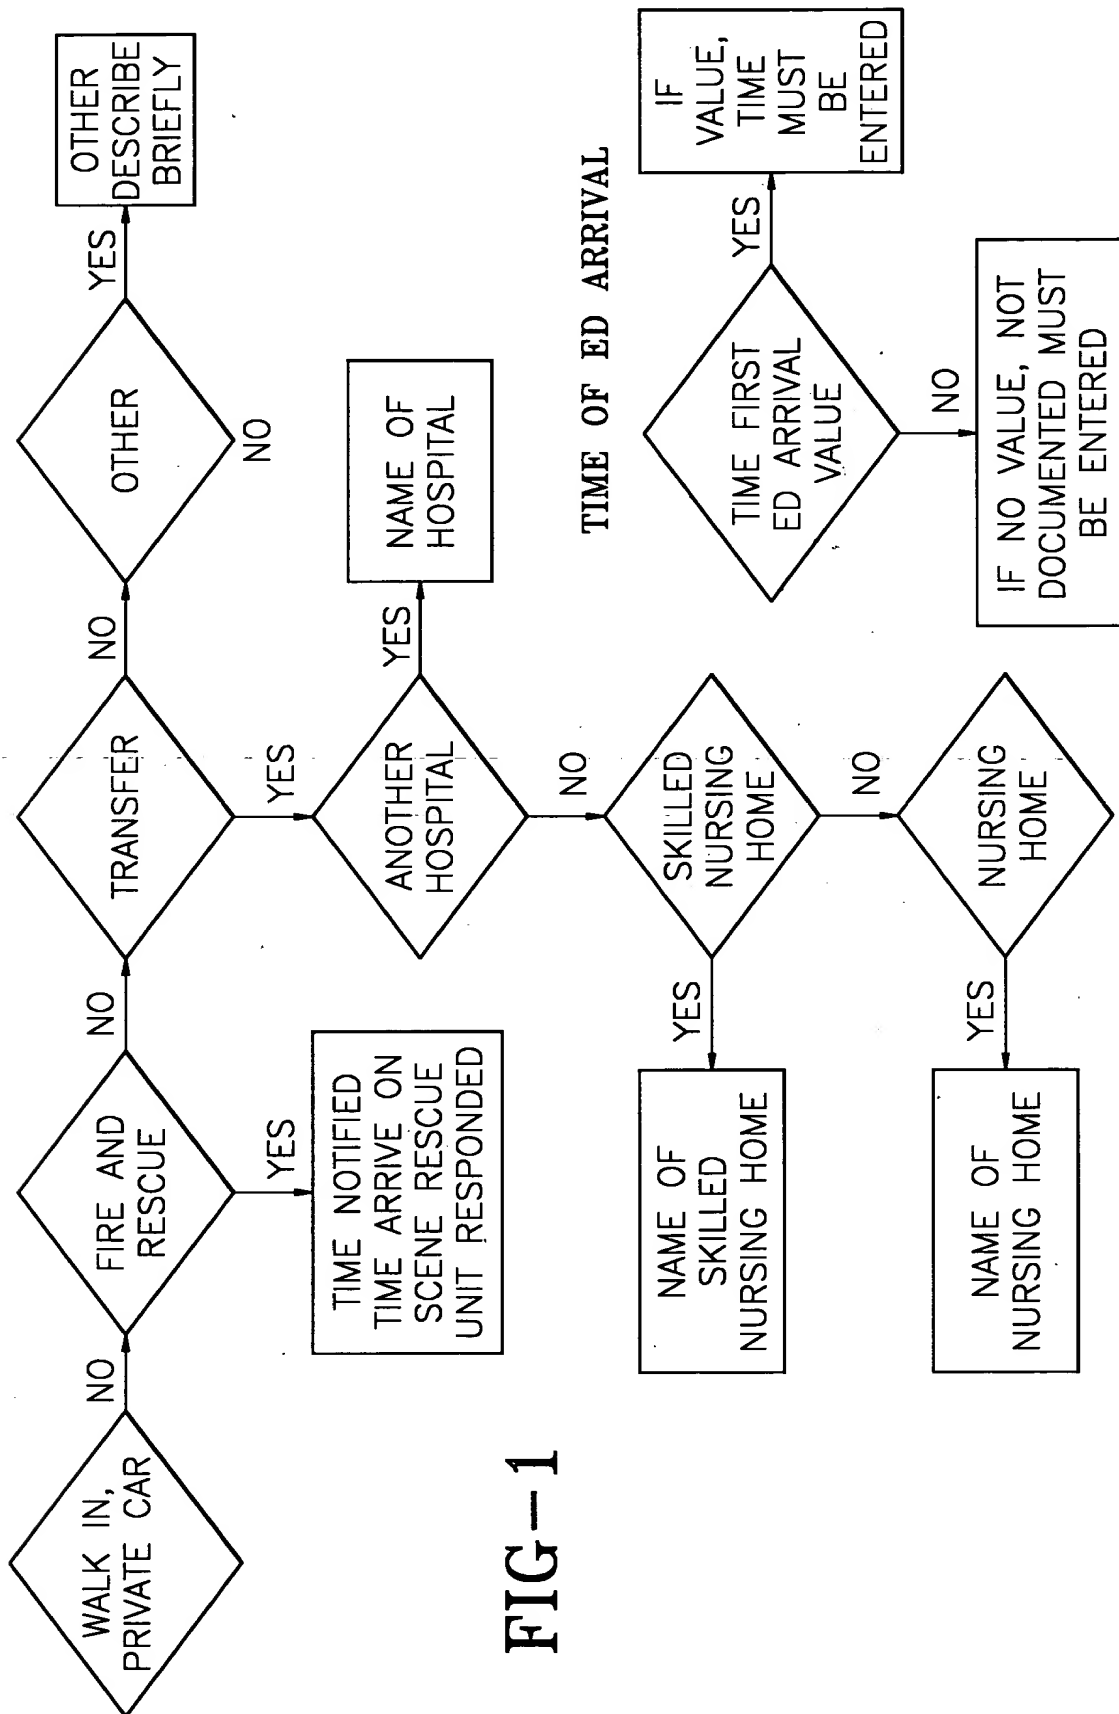 WALK IN,
PRIVATE CAR
NO
FIRE AND
RESCUE
YES
TIME NOTIFIED
TIME ARRIVE ON
SCENE RESCUE
UNIT RESPONDED
NO
TRANSFER
NO
OTHER
YES
OTHER
DESCRIBE
BRIEFLY
NO
YES
ANOTHER
HOSPITAL
YES
NAME OF
HOSPITAL
NO
SKILLED
NURSING
HOME
YES
NAME OF
SKILLED
NURSING HOME
NO
NURSING
HOME
YES
NAME OF
NURSING HOME
TIME OF ED ARRIVAL
TIME FIRST
ED ARRIVAL
VALUE
YES
IF
VALUE,
TIME
MUST
BE
ENTERED
NO
IF NO VALUE, NOT
DOCUMENTED MUST
BE ENTERED
FIG-1